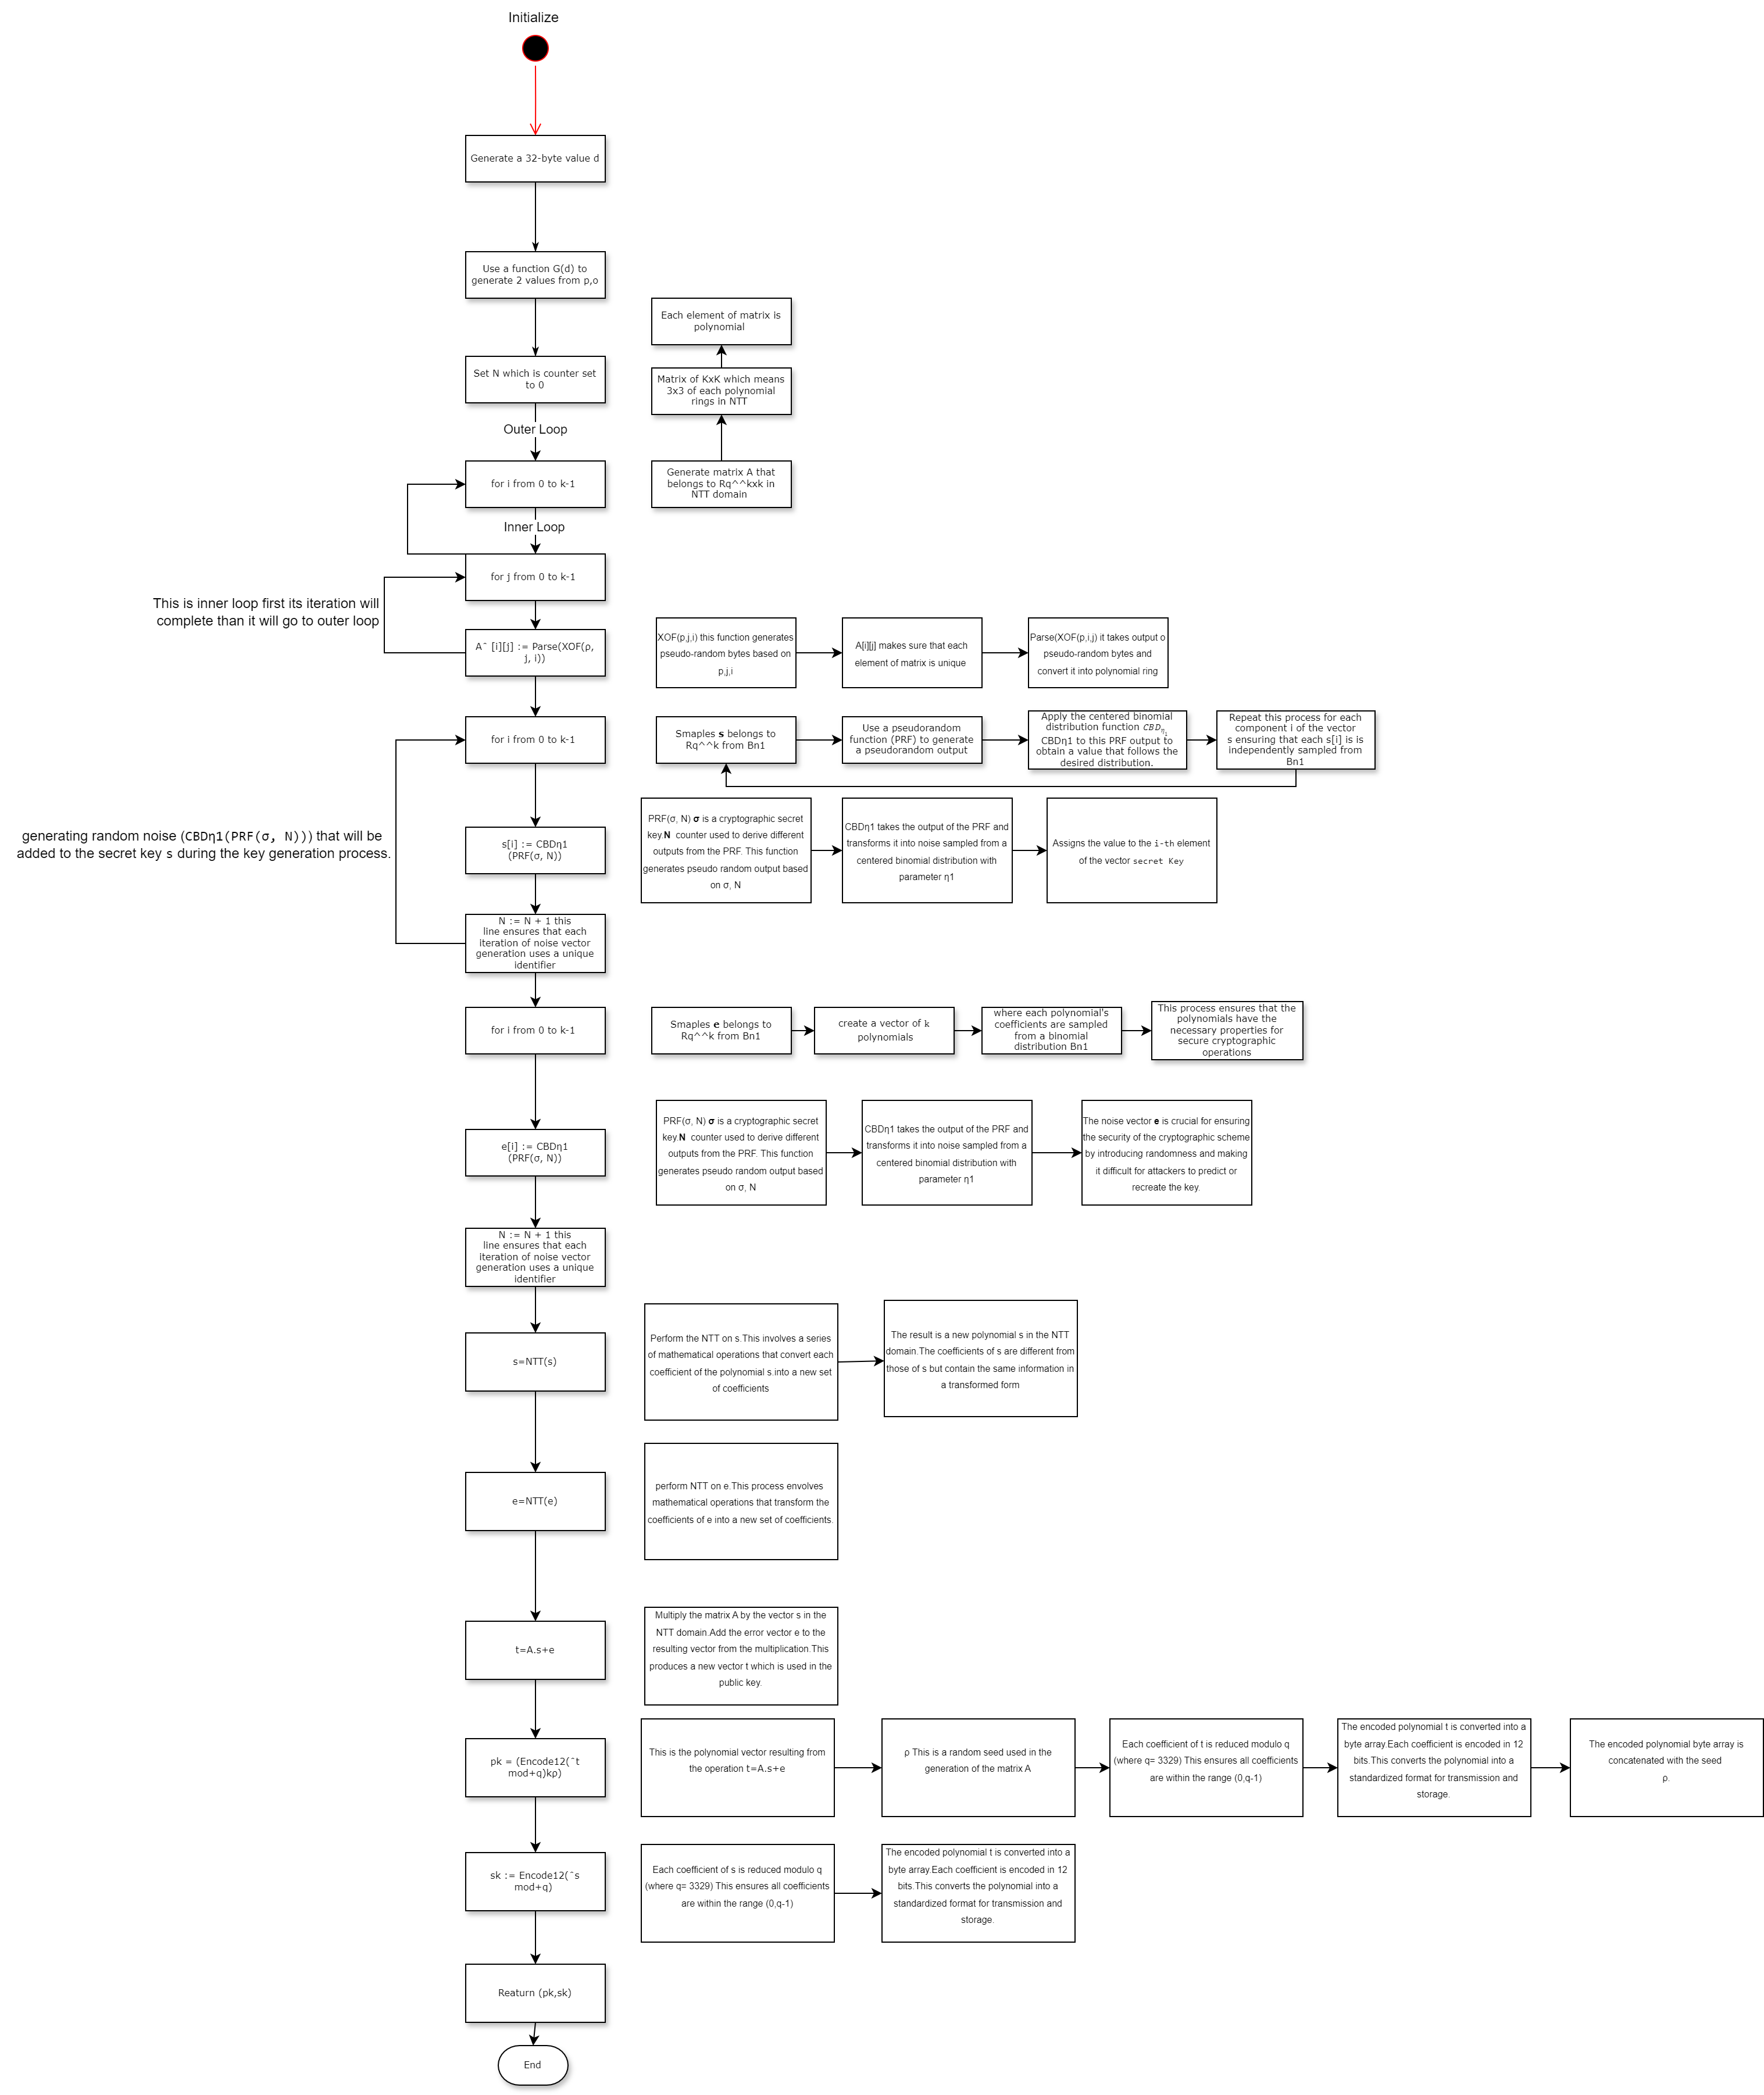 Initialize
Generate a 32-byte value d
Use a function G(d) to
generate 2 values from p,o
Each element of matrix is
polynomial
Set N which is counter set
to 0
Matrix of KxK which means
3x3 of each polynomial
rings in NTT
Outer Loop
for i from 0 to k-1
Generate matrix A that
belongs to Rq^^kxk in
NTT domain
Inner Loop
for j from 0 to k-1
This is inner loop first its iteration will
complete than it will go to outer loop
Aˆ [i][j] := Parse(XOF(ρ,
j, i))
XOF(p,j,i) this function generates
pseudo-random bytes based on
p,j,i
A[i][j] makes sure that each
element of matrix is unique
Parse(XOF(p,i,j) it takes output o
pseudo-random bytes and
convert it into polynomial ring
for i from 0 to k-1
Smaples s belongs to
Rq^^k from Bn1
Use a pseudorandom
function (PRF) to generate
a pseudorandom output
Apply the centered binomial
distribution function CBDη1
CBDη1 to this PRF output to
obtain a value that follows the
desired distribution.
Repeat this process for each
component i of the vector
s ensuring that each s[i] is is
independently sampled from
Bn1
generating random noise (CBDη1(PRF(σ, N))) that will be
added to the secret key s during the key generation process.
s[i] := CBDη1
(PRF(σ, N))
PRF(σ, N) σ is a cryptographic secret
key.N  counter used to derive different
outputs from the PRF. This function
generates pseudo random output based
on σ, N
CBDη1 takes the output of the PRF and
transforms it into noise sampled from a
centered binomial distribution with
parameter η1
Assigns the value to the i-th element
of the vector secret Key
N := N + 1 this
line ensures that each
iteration of noise vector
generation uses a unique
identifier
for i from 0 to k-1
Smaples e belongs to
Rq^^k from Bn1
create a vector of k
polynomials
where each polynomial's
coefficients are sampled
from a binomial
distribution Bn1
This process ensures that the
polynomials have the
necessary properties for
secure cryptographic
operations
e[i] := CBDη1
(PRF(σ, N))
PRF(σ, N) σ is a cryptographic secret
key.N  counter used to derive different
outputs from the PRF. This function
generates pseudo random output based
on σ, N
CBDη1 takes the output of the PRF and
transforms it into noise sampled from a
centered binomial distribution with
parameter η1
The noise vector e is crucial for ensuring
the security of the cryptographic scheme
by introducing randomness and making
it difficult for attackers to predict or
recreate the key.
N := N + 1 this
line ensures that each
iteration of noise vector
generation uses a unique
identifier
s=NTT(s)
Perform the NTT on s.This involves a series
of mathematical operations that convert each
coefficient of the polynomial s.into a new set
of coefficients
The result is a new polynomial s in the NTT
domain.The coefficients of s are different from
those of s but contain the same information in
a transformed form
e=NTT(e)
perform NTT on e.This process envolves
mathematical operations that transform the
coefficients of e into a new set of coefficients.
t=A.s+e
Multiply the matrix A by the vector s in the
NTT domain.Add the error vector e to the
resulting vector from the multiplication.This
produces a new vector t which is used in the
public key.
pk = (Encode12(ˆt
mod+q)kρ)
This is the polynomial vector resulting from
the operation t=A.s+e
ρ This is a random seed used in the
generation of the matrix A
Each coefficient of t is reduced modulo q
(where q= 3329) This ensures all coefficients
are within the range (0,q-1)
The encoded polynomial t is converted into a
byte array.Each coefficient is encoded in 12
bits.This converts the polynomial into a
standardized format for transmission and
storage.
The encoded polynomial byte array is
concatenated with the seed
ρ.
sk := Encode12(ˆs
mod+q)
Each coefficient of s is reduced modulo q
(where q= 3329) This ensures all coefficients
are within the range (0,q-1)
The encoded polynomial t is converted into a
byte array.Each coefficient is encoded in 12
bits.This converts the polynomial into a
standardized format for transmission and
storage.
Reaturn (pk,sk)
End